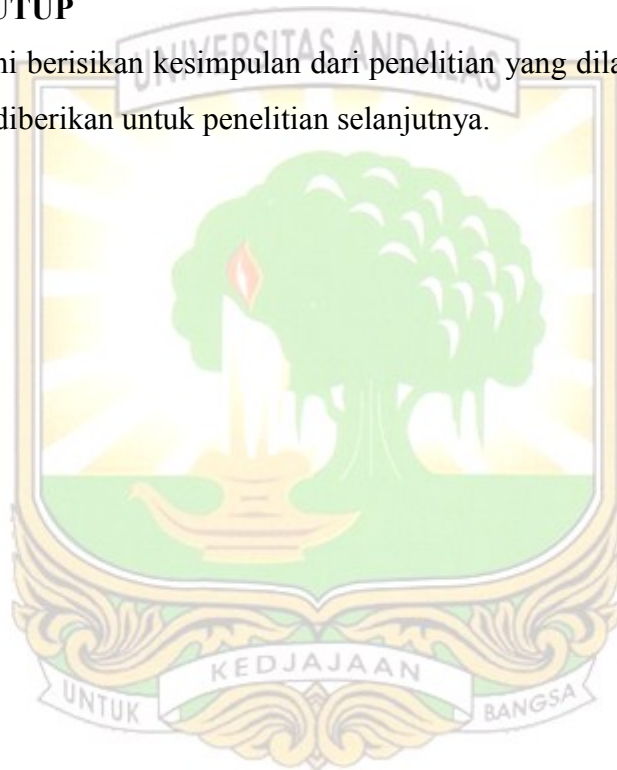 UTUP
ni berisikan kesimpulan dari penelitian yang dila
diberikan untuk penelitian selanjutnya.
UNIVERSITAS ANDALAS
UNTUK KEDJAJAAN BANGSA